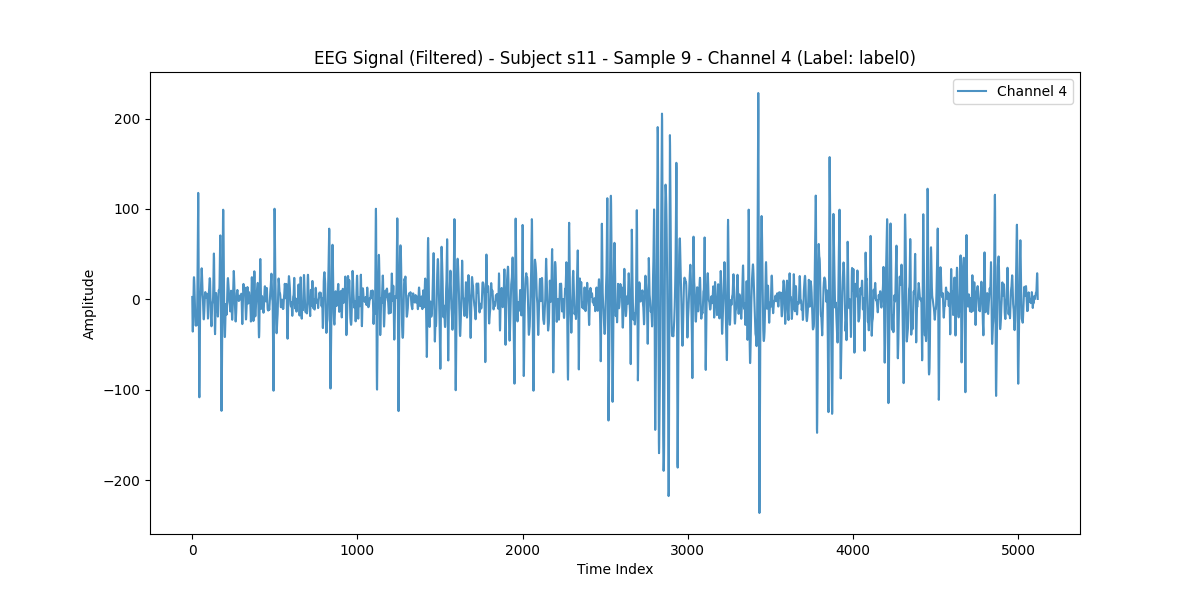 EEG Signal (Filtered) - Subject s11 - Sample 9 - Channel 4 (Label: label0)
Channel 4
Amplitude
200
100
0
−100
−200
0 1000 2000 3000 4000 5000
Time Index